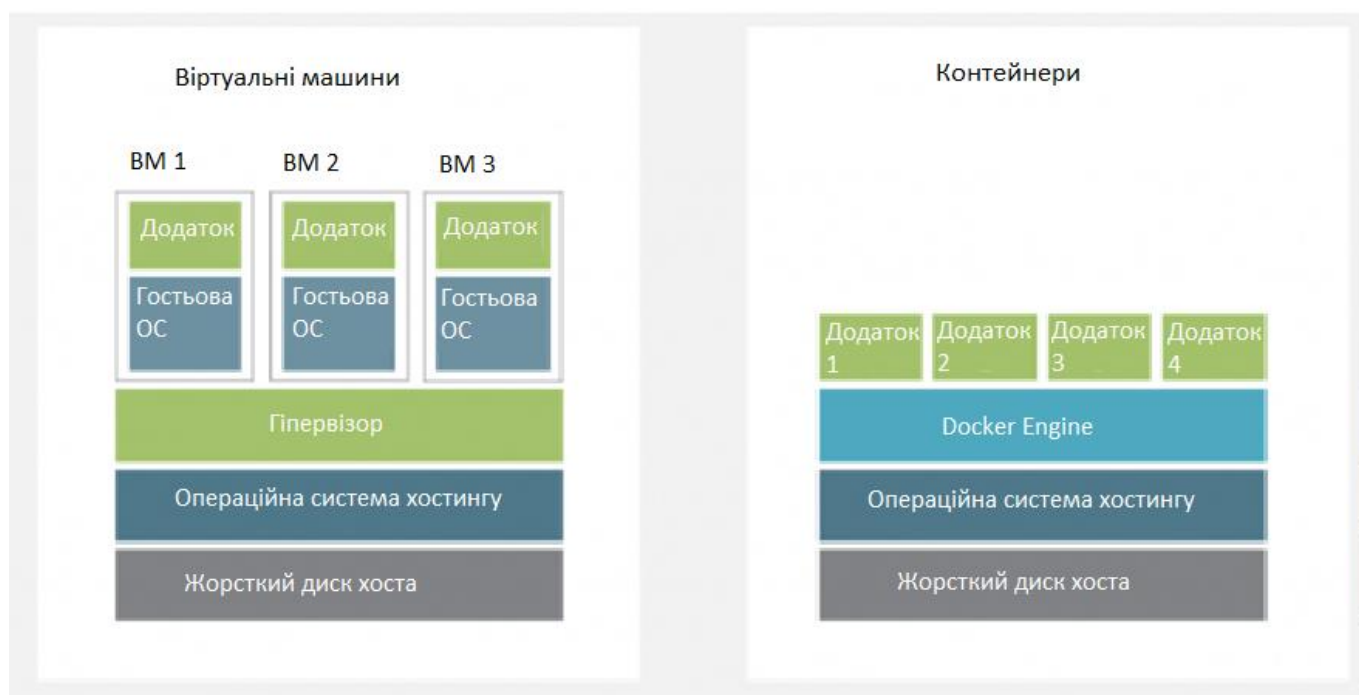 Віртуальні машини
ВМ 1
ВМ 2
ВМ 3
Додаток
Додаток
Додаток
Гостьова
ОС
Гостьова
ОС
Гостьова
ОС
Гіпервізор
Операційна система хостингу
Жорсткий диск хоста
Контейнери
Додаток
1
Додаток
2
Додаток
3
Додаток
4
Docker Engine
Операційна система хостингу
Жорсткий диск хоста